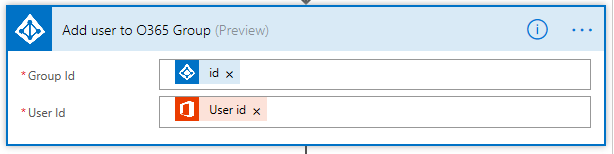 Add user to O365 Group (Preview)
* Group Id id ×
* User Id User id ×